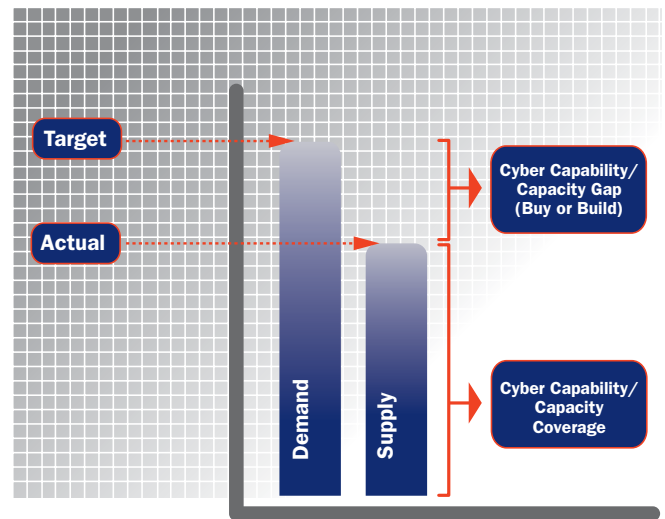 Target
Cyber Capability/
Capacity Gap
(Buy or Build)
Actual
Demand
Supply
Cyber Capability/
Capacity
Coverage